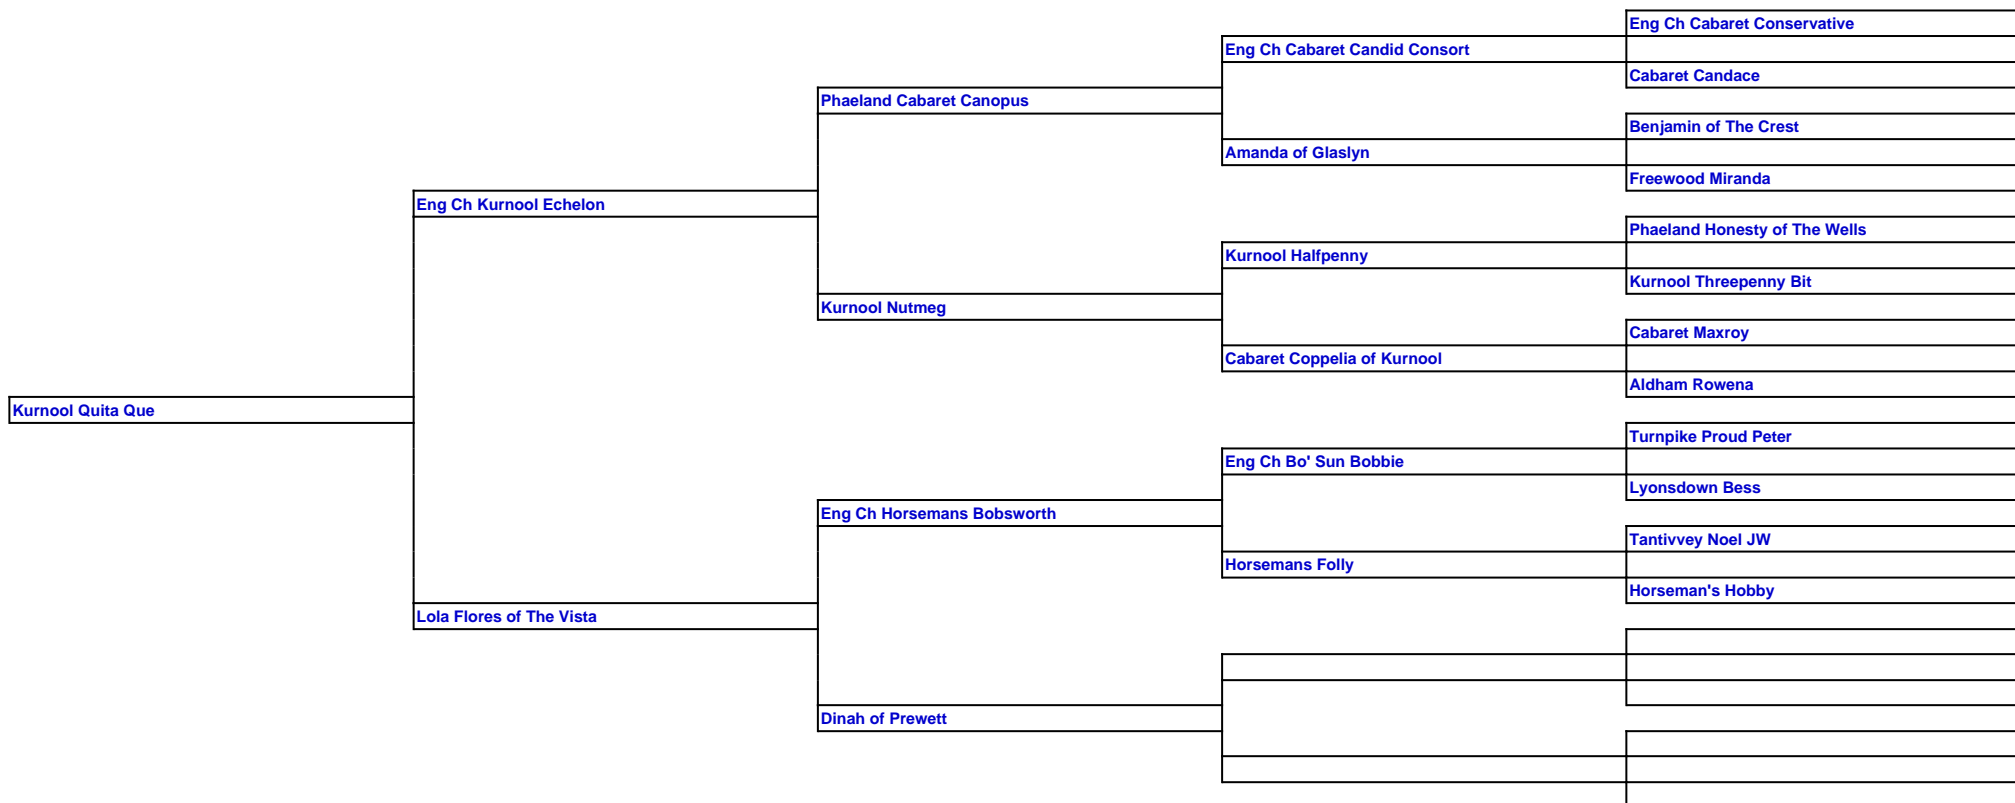 Eng Ch Cabaret Conservative
Eng Ch Cabaret Candid Consort
Cabaret Candace
Phaeland Cabaret Canopus
Benjamin of The Crest
Amanda of Glaslyn
Freewood Miranda
Eng Ch Kurnool Echelon
Phaeland Honesty of The Wells
Kurnool Halfpenny
Kurnool Threepenny Bit
Kurnool Nutmeg
Cabaret Maxroy
Cabaret Coppelia of Kurnool
Aldham Rowena
Kurnool Quita Que
Turnpike Proud Peter
Eng Ch Bo' Sun Bobbie
Lyonsdown Bess
Eng Ch Horsemans Bobsworth
Tantivvey Noel JW
Horsemans Folly
Horseman's Hobby
Lola Flores of The Vista
Dinah of Prewett